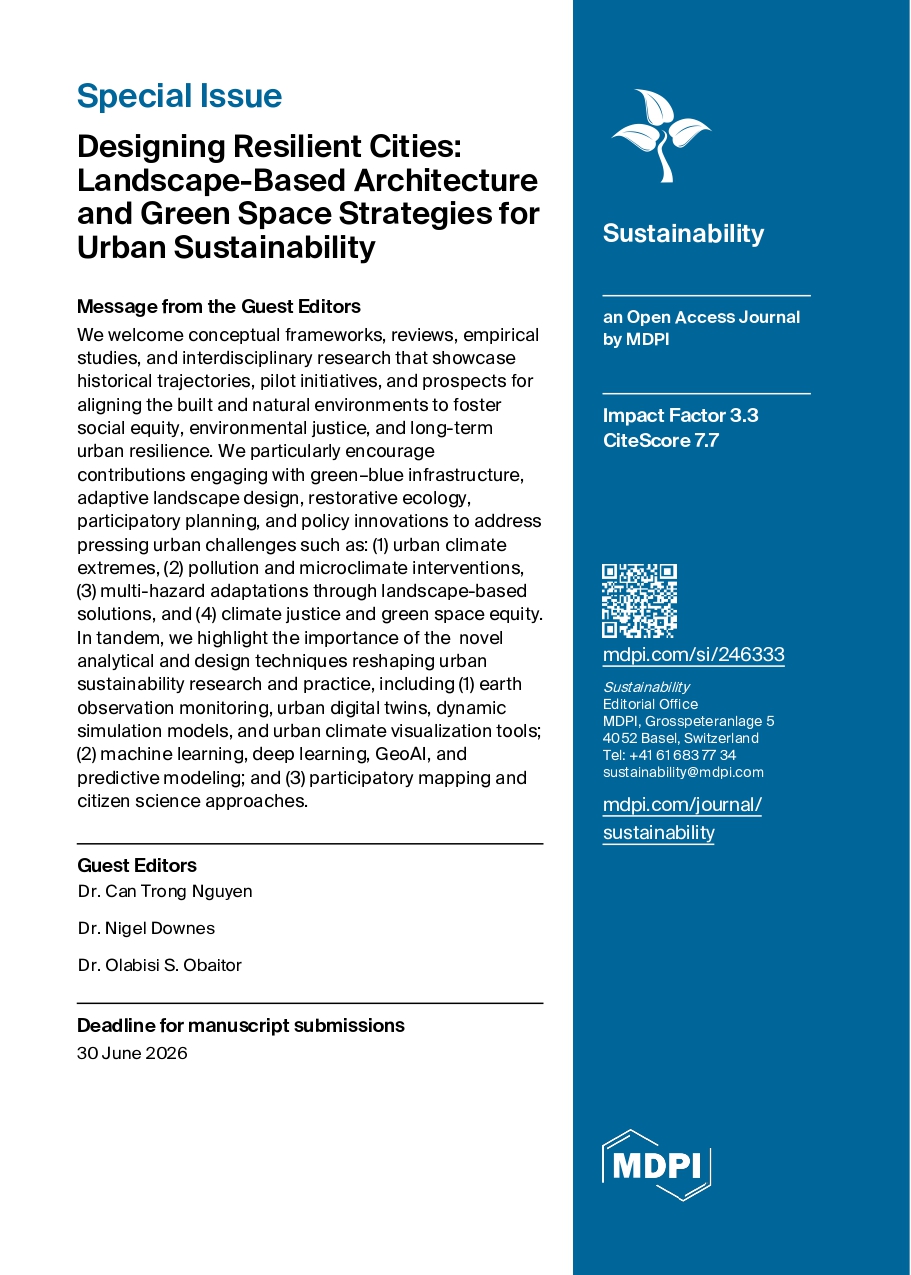 Special Issue
Designing Resilient Cities:
Landscape-Based Architecture
and Green Space Strategies for
Urban Sustainability
Message from the Guest Editors
We welcome conceptual frameworks, reviews, empirical
studies, and interdisciplinary research that showcase
historical trajectories, pilot initiatives, and prospects for
aligning the built and natural environments to foster
social equity, environmental justice, and long-term
urban resilience. We particularly encourage
contributions engaging with green–blue infrastructure,
adaptive landscape design, restorative ecology,
participatory planning, and policy innovations to address
pressing urban challenges such as: (1) urban climate
extremes, (2) pollution and microclimate interventions,
(3) multi-hazard adaptations through landscape-based
solutions, and (4) climate justice and green space equity.
In tandem, we highlight the importance of the  novel
analytical and design techniques reshaping urban
sustainability research and practice, including (1) earth
observation monitoring, urban digital twins, dynamic
simulation models, and urban climate visualization tools;
(2) machine learning, deep learning, GeoAI, and
predictive modeling; and (3) participatory mapping and
citizen science approaches.
Guest Editors
Dr. Can Trong Nguyen
Dr. Nigel Downes
Dr. Olabisi S. Obaitor
Deadline for manuscript submissions
30 June 2026
Sustainability
an Open Access Journal
by MDPI
Impact Factor 3.3
CiteScore 7.7
mdpi.com/si/246333
Sustainability
Editorial Office
MDPI, Grosspeteranlage 5
4052 Basel, Switzerland
Tel: +41 61 683 77 34
sustainability@mdpi.com
mdpi.com/journal/
sustainability
MDPI